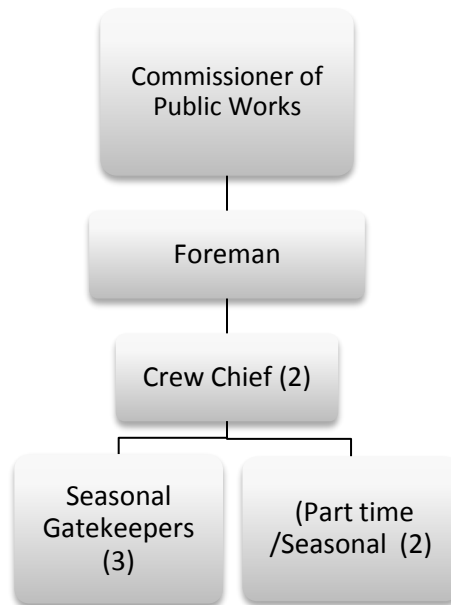 Commissioner of
Public Works
Foreman
Crew Chief (2)
Seasonal
Gatekeepers
(3)
(Part time
/Seasonal (2)